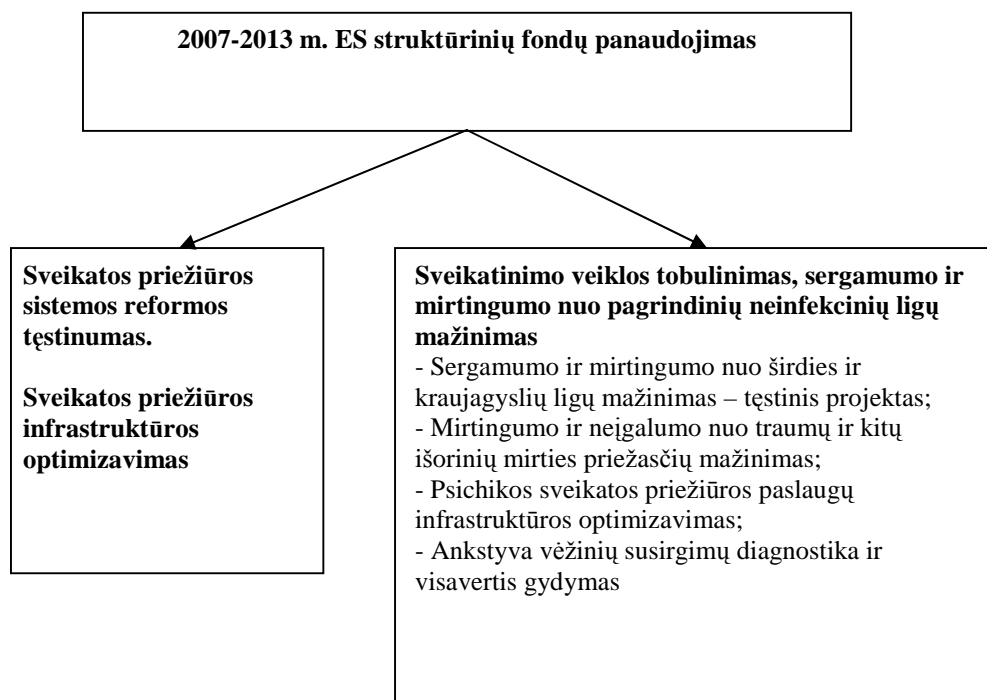 2007-2013 m. ES struktūrinių fondų panaudojimas
Sveikatos priežiūros
sistemos reformos
tęstinumas.
Sveikatos priežiūros
infrastruktūros
optimizavimas
Sveikatinimo veiklos tobulinimas, sergamumo ir
mirtingumo nuo pagrindinių neinfekcinių ligų
mažinimas
- Sergamumo ir mirtingumo nuo širdies ir
kraujagyslių ligų mažinimas – tęstinis projektas;
- Mirtingumo ir neįgalumo nuo traumų ir kitų
išorinių mirties priežasčių mažinimas;
- Psichikos sveikatos priežiūros paslaugų
infrastruktūros optimizavimas;
- Ankstyva vėžinių susirgimų diagnostika ir
visavertis gydymas